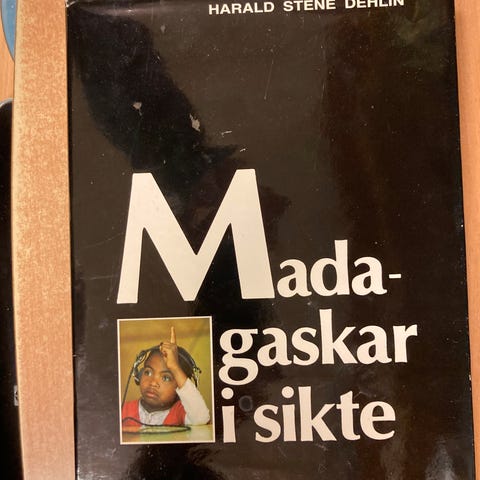 HARALD STENE DEHLIN
Mada-
gaskar
i sikte